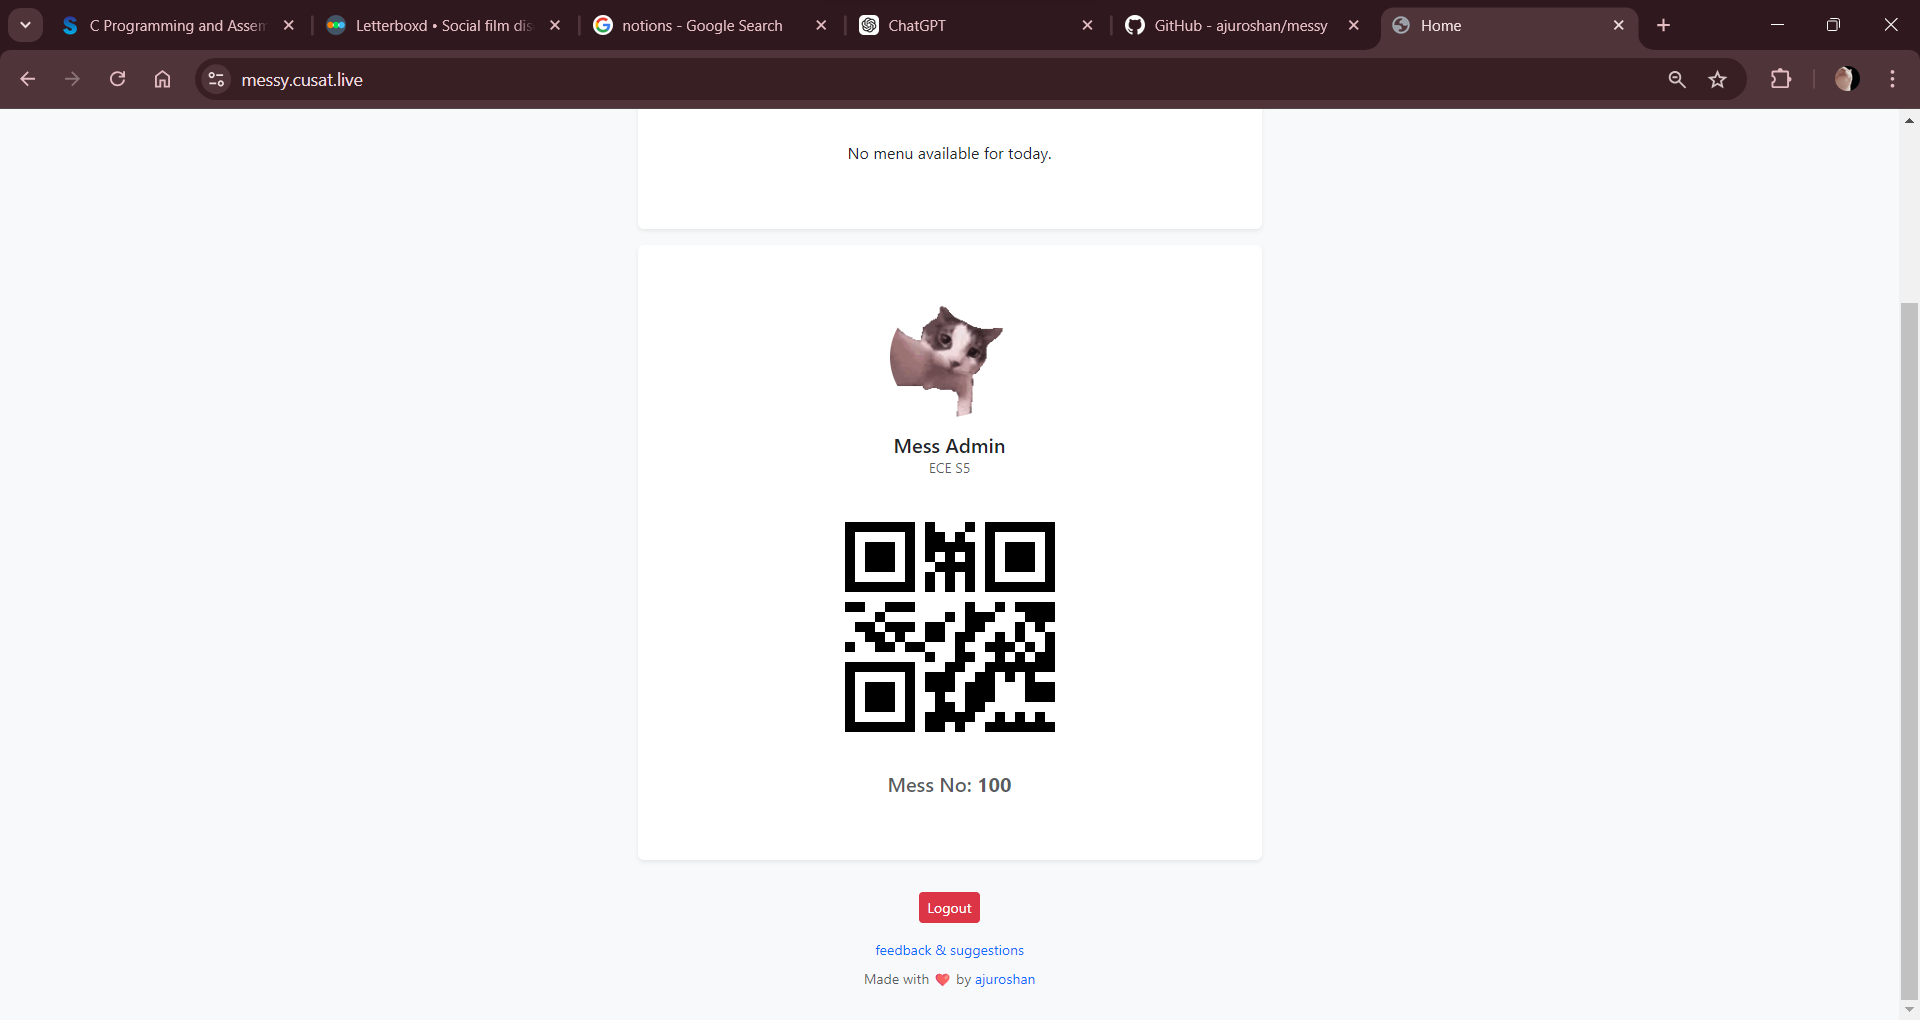 C Programming and Assem
Letterboxd • Social film dis
notions - Google Search
ChatGPT
GitHub - ajuroshan/messy
Home
messy.cusat.live
No menu available for today.
Mess Admin
ECE S5
Mess No: 100
Logout
feedback & suggestions
Made with ❤️ by ajuroshan